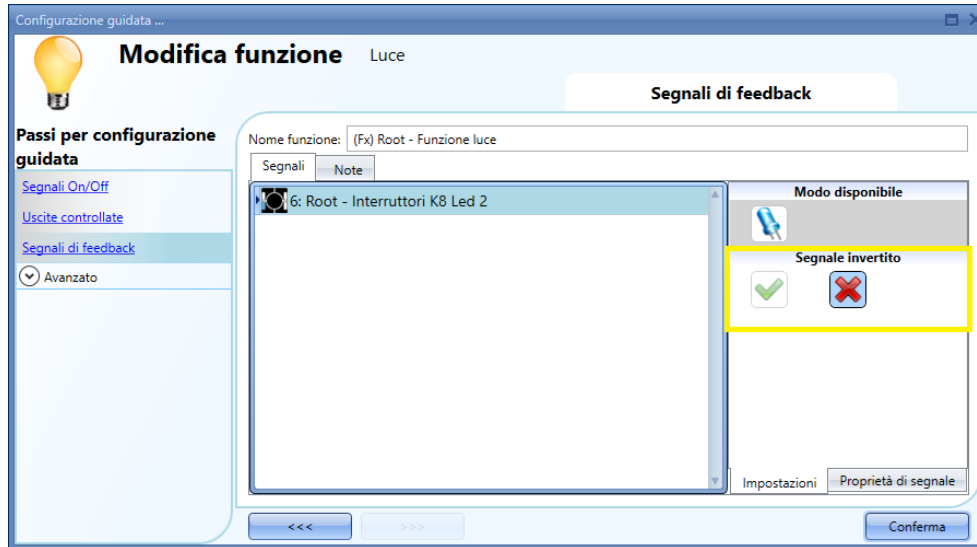 Configurazione guidata ...
Modifica funzione Luce
Segnali di feedback
Passi per configurazione
guidata
Segnali On/Off
Uscite controllate
Segnali di feedback
Avanzato
Nome funzione: (Fx) Root - Funzione luce
Segnali Note
6: Root - Interruttori K8 Led 2
Modo disponibile
Segnale invertito
Impostazioni Proprietà di segnale
<<< >>> Conferma